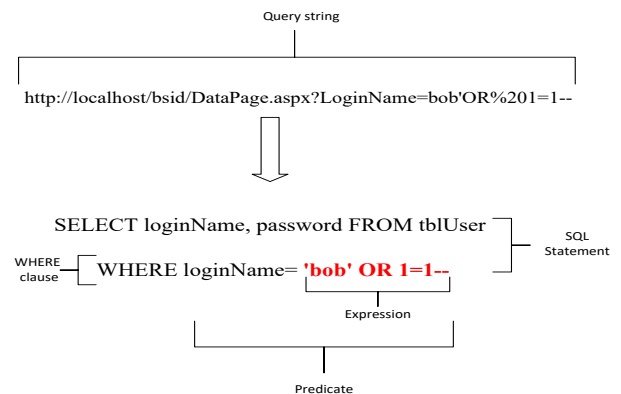 Query string
http://localhost/bsid/DataPage.aspx?LoginName=bob'OR%201=1--
SELECT loginName, password FROM tblUser
SQL
Statement
WHERE
clause
WHERE loginName= 'bob' OR 1=1--
Expression
Predicate